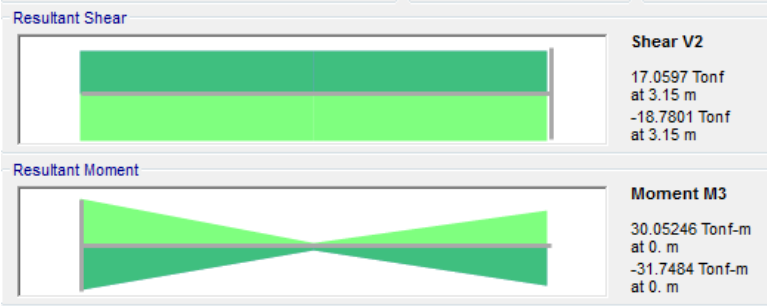 Resultant Shear
Shear V2
17.0597 Tonf
at 3.15 m
-18.7801 Tonf
at 3.15 m
Resultant Moment
Moment M3
30.05246 Tonf-m
at 0. m
-31.7484 Tonf-m
at 0. m